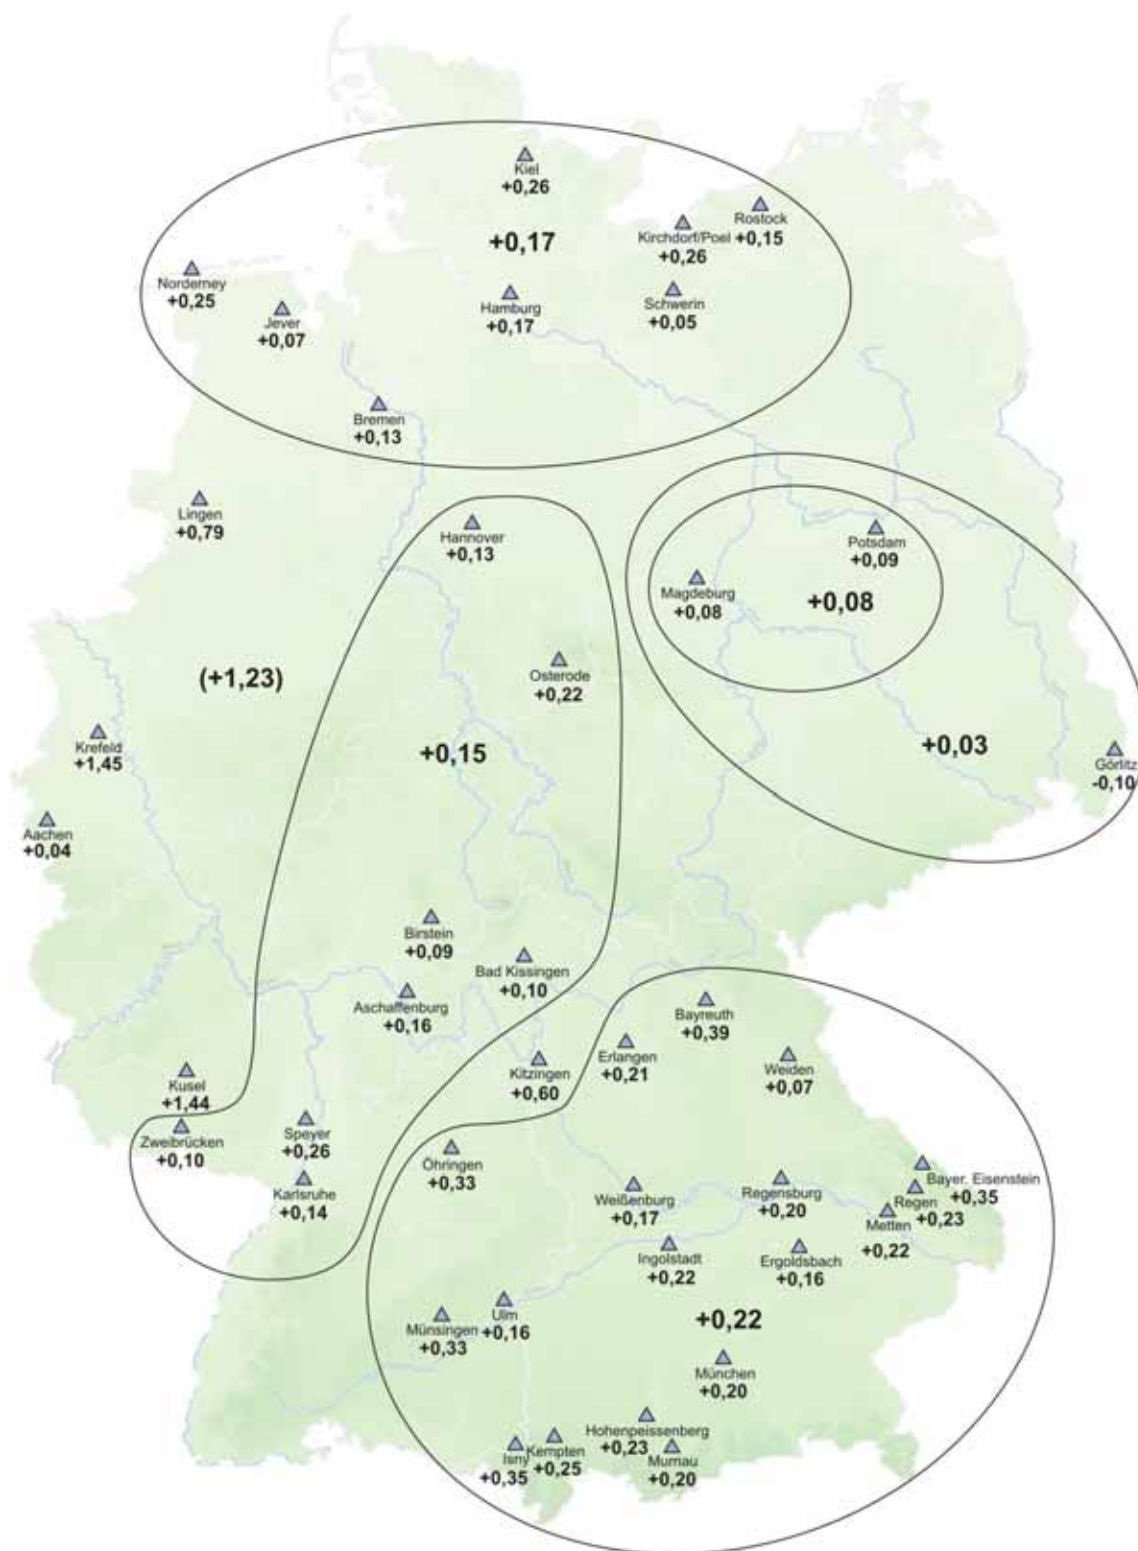 Kiel
+0,26
Rostock
+0,15
Kirchdorf/Poel
+0,26
+0,17
Norderney
+0,25
Jever
+0,07
Hamburg
+0,17
Schwerin
+0,05
Bremen
+0,13
Lingen
+0,79
Hannover
+0,13
Potsdam
+0,09
Magdeburg
+0,08
+0,08
Osterode
+0,22
(+1,23)
Krefeld
+1,45
+0,15
+0,03
Görlitz
-0,10
Aachen
+0,04
Birstein
+0,09
Bad Kissingen
+0,10
Aschaffenburg
+0,16
Bayreuth
+0,39
Erlangen
+0,21
Weiden
+0,07
Kitzingen
+0,60
Kusel
+1,44
Zweibrücken
+0,10
Speyer
+0,26
Karlsruhe
+0,14
Öhringen
+0,33
Weißenburg
+0,17
Regensburg
+0,20
Bayer. Eisenstein
+0,35
Regen
+0,23
Metten
+0,22
Ingolstadt
+0,22
Ergoldsbach
+0,16
Münsingen
+0,33
Ulm
+0,16
+0,22
München
+0,20
Hohenpeissenberg
+0,23
Murnau
+0,20
Kempten
+0,25
Isny
+0,35